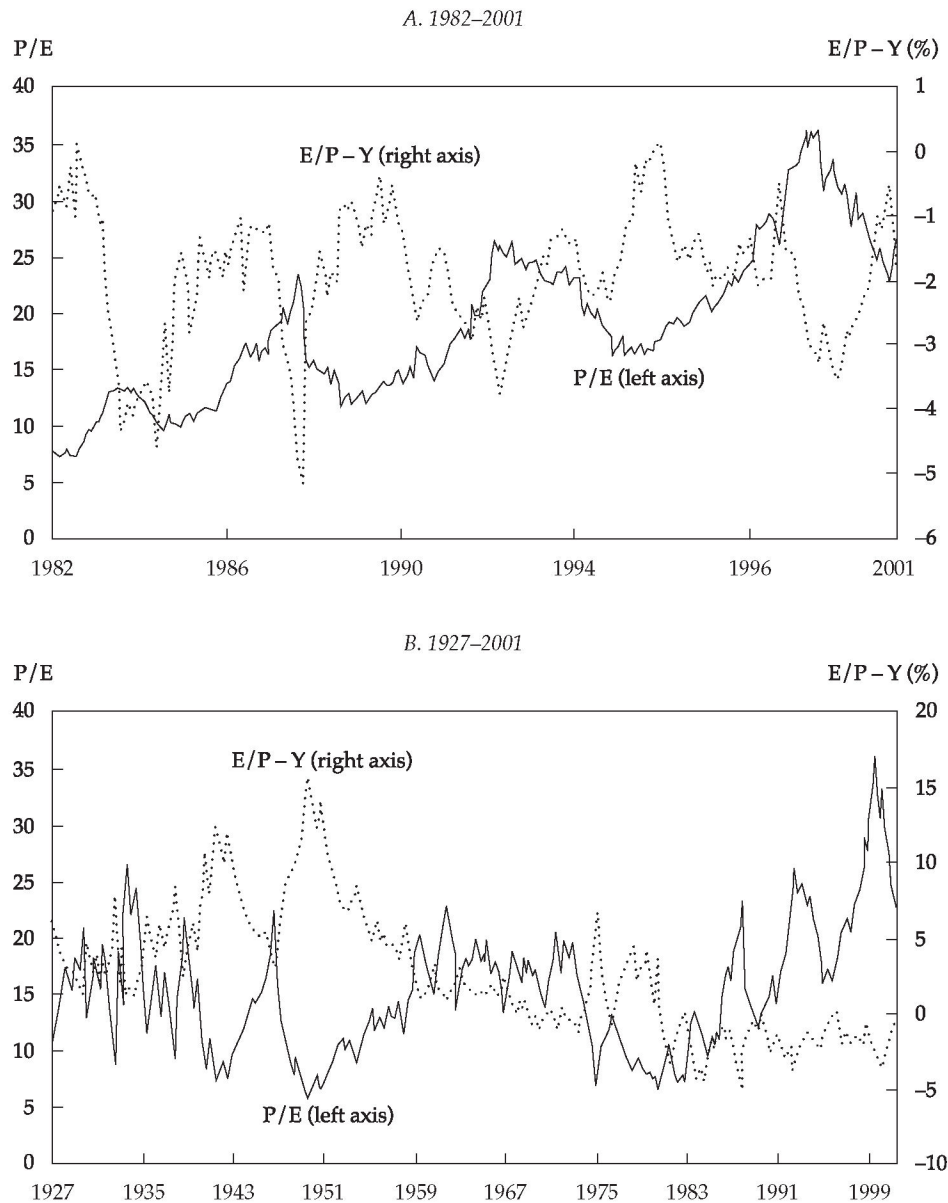 A. 1982–2001
P/E E/P – Y (%)
40 1
35 0
E/P – Y (right axis)
30 –1
25 –2
20
15 –3
P/E (left axis)
10 –4
5 –5
0 –6
1982 1986 1990 1994 1996 2001
B. 1927–2001
P/E E/P – Y (%)
40 20
E/P – Y (right axis)
35 15
30
25 10
20 5
15
10 0
5 –5
P/E (left axis)
0 –10
1927 1935 1943 1951 1959 1967 1975 1983 1991 1999